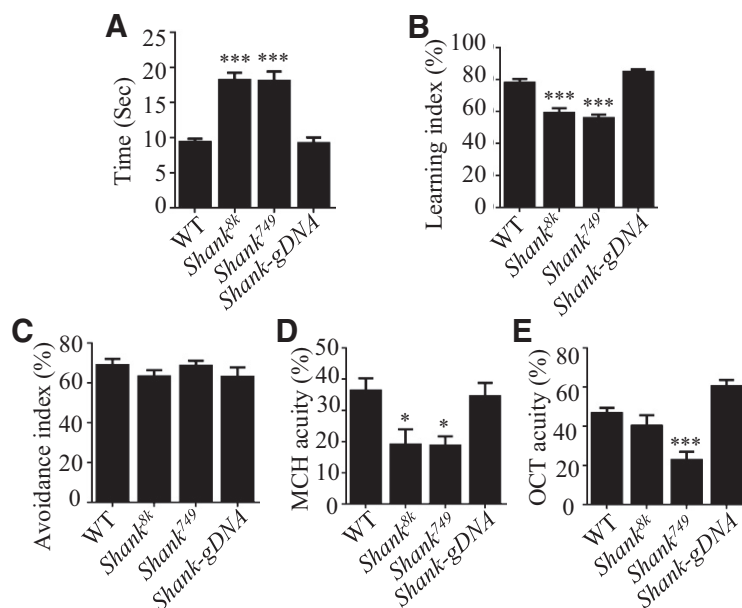 A
Time (Sec)
25
20
15
10
5
0
***
***
WT
Shank8k
Shank749
Shank-gDNA
B
Learning index (%)
100
80
60
40
20
0
***
***
WT
Shank8k
Shank749
Shank-gDNA
C
Avoidance index (%)
80
60
40
20
0
WT
Shank8k
Shank749
Shank-gDNA
D
MCH acuity (%)
50
40
30
20
10
0
*
*
WT
Shank8k
Shank749
Shank-gDNA
E
OCT acuity (%)
80
60
40
20
0
***
WT
Shank8k
Shank749
Shank-gDNA